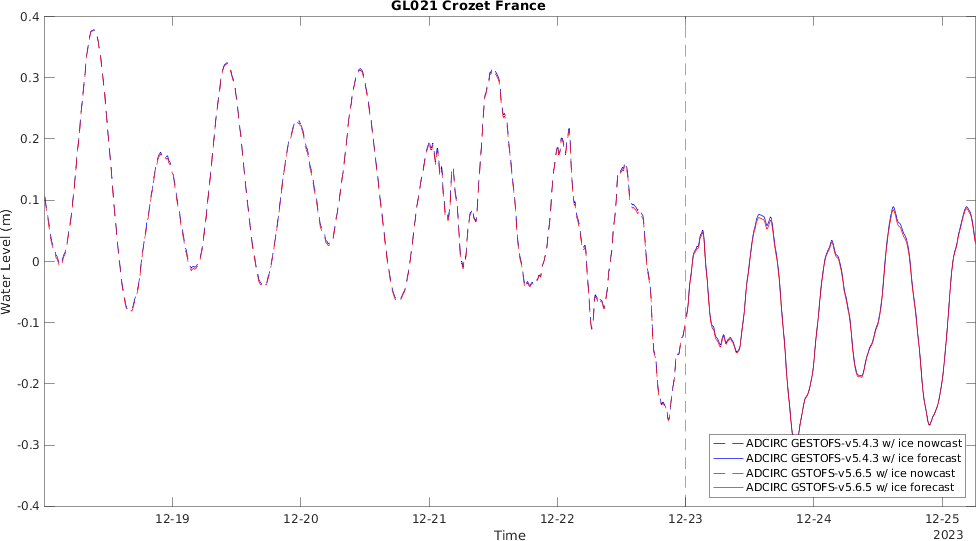 GL021 Crozet France
0.4
0.3
0.2
0.1
0
-0.1
-0.2
-0.3
-0.4
Water Level (m)
ADCIRC GESTOFS-v5.4.3 w/ ice nowcast
ADCIRC GESTOFS-v5.4.3 w/ ice forecast
ADCIRC GSTOFS-v5.6.5 w/ ice nowcast
ADCIRC GSTOFS-v5.6.5 w/ ice forecast
12-19 12-20 12-21 12-22 12-23 12-24 12-25
Time
2023